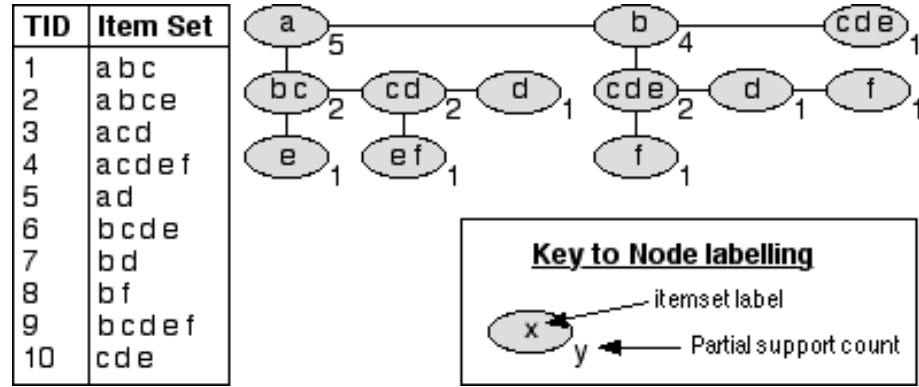 TID Item Set
1 a b c
2 a b c e
3 a c d
4 a c d e f
5 a d
6 b c d e
7 b d
8 b f
9 b c d e f
10 c d e
a 5 b 4 c d e 1
b c 2 c d 2 d 1 c d e 2 d 1 f 1
e 1 e f 1 f 1
Key to Node labelling
itemset label
x
y Partial support count